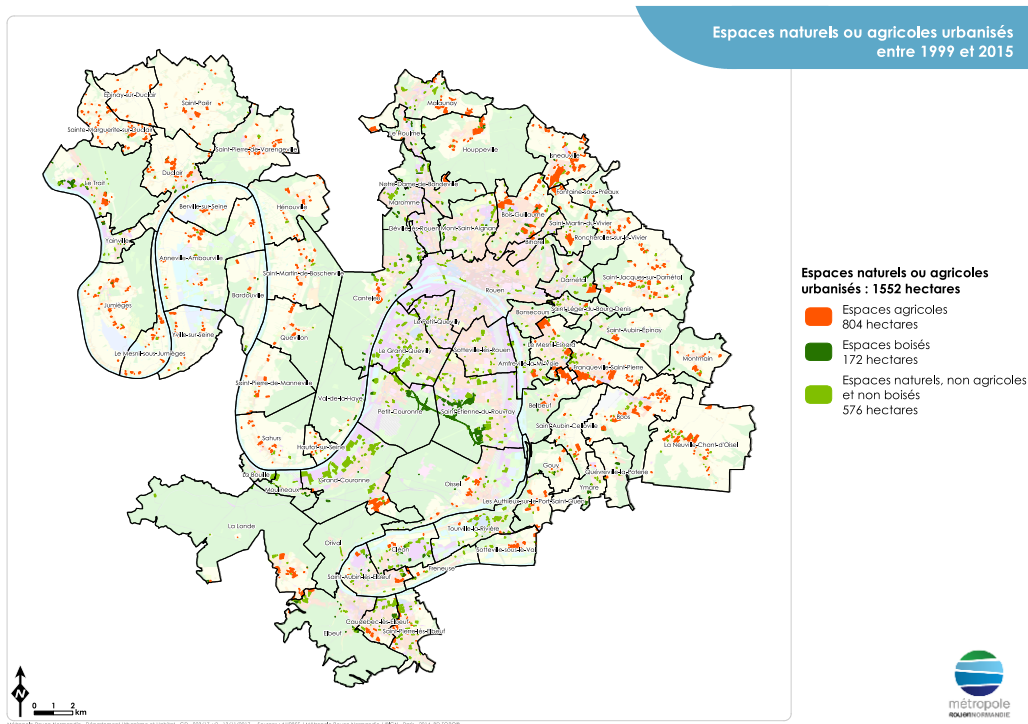 Espaces naturels ou agricoles urbanisés
entre 1999 et 2015
Malaunay
Epinay-sur-Duclair
Saint-Paër
Sainte-Marguerite-sur-Duclair
Le Houlme
Saint-Pierre-de-Varengeville
Houppeville
Isneauville
Duclair
Le Trait
Notre-Dame-de-Bondeville
Fontaine-sous-Préaux
Maromme
Berville-sur-Seine
Hénouville
Bois-Guillaume
Saint-Martin-du-Vivier
Déville-lès-Rouen
Mont-Saint-Aignan
Roncherolles-sur-le-Vivier
Yainville
Bihorel
Anneville-Ambourville
Saint-Martin-de-Boscherville
Saint-Jacques-sur-Darnétal
Darnétal
Rouen
Bardouville
Canteleu
Jumièges
Saint-Léger-du-Bourg-Denis
Bonsecours
Le Petit-Quevilly
Yville-sur-Seine
Saint-Aubin-Epinay
Quevillon
Le Mesnil-Esnard
Le Mesnil-sous-Jumièges
Le Grand-Quevilly
Sotteville-lès-Rouen
Montmain
Amfreville-la-Mi-Voie
Franqueville-Saint-Pierre
Saint-Pierre-de-Manneville
Val-de-la-Haye
Petit-Couronne
Saint-Etienne-du-Rouvray
Belbeuf
Boos
Saint-Aubin-Celloville
Sahurs
Hautot-sur-Seine
La Neuville-Chant-d'Oisel
Gouy
La Bouille
Quévreville-la-Poterie
Moulineaux
Grand-Couronne
Oissel
Ymare
Les Authieux-sur-le-Port-Saint-Ouen
La Londe
Tourville-la-Rivière
Orival
Cléon
Sotteville-sous-le-Val
Freneuse
Saint-Aubin-lès-Elbeuf
Caudebec-lès-Elbeuf
Elbeuf
Saint-Pierre-lès-Elbeuf
Espaces naturels ou agricoles
urbanisés : 1552 hectares
Espaces agricoles
804 hectares
Espaces boisés
172 hectares
Espaces naturels, non agricoles
et non boisés
576 hectares
N
0 1 2
km
métropole
ROUENNORMANDIE